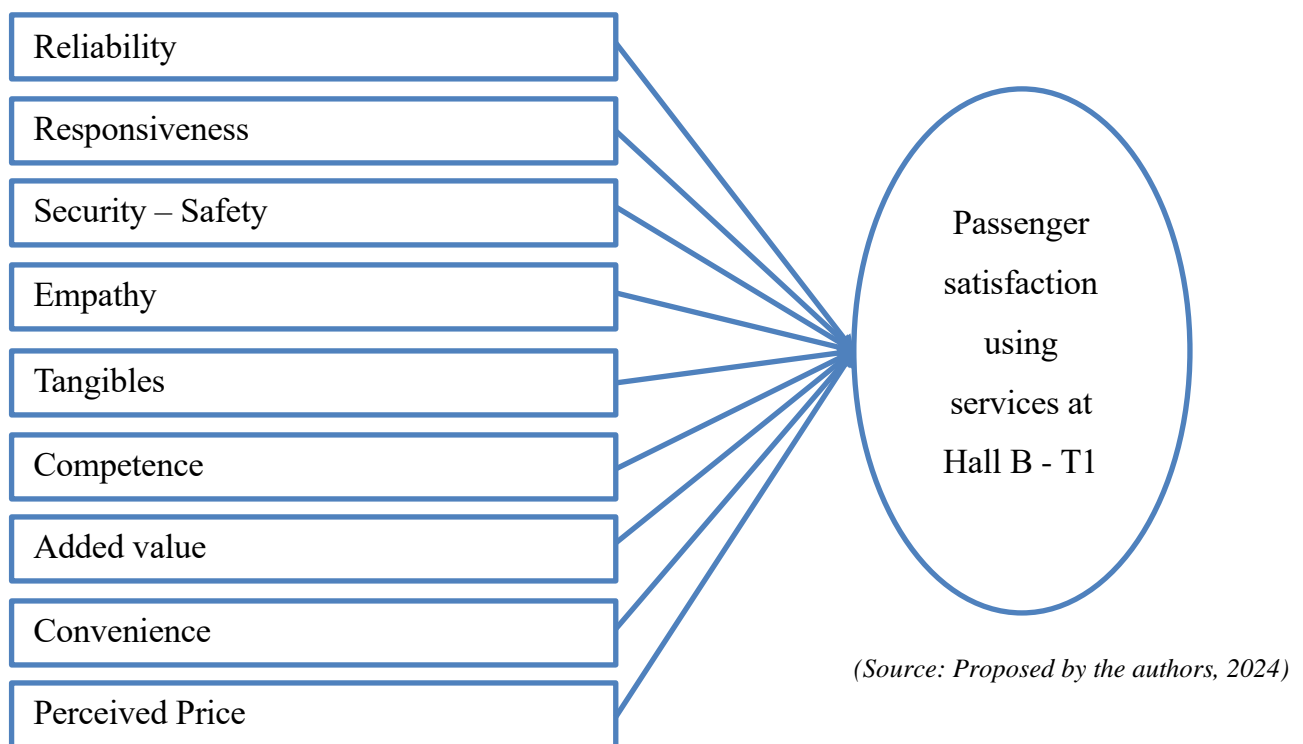 Reliability
Responsiveness
Security – Safety
Empathy
Tangibles
Competence
Added value
Convenience
Perceived Price
Passenger
satisfaction
using
services at
Hall B - T1
(Source: Proposed by the authors, 2024)